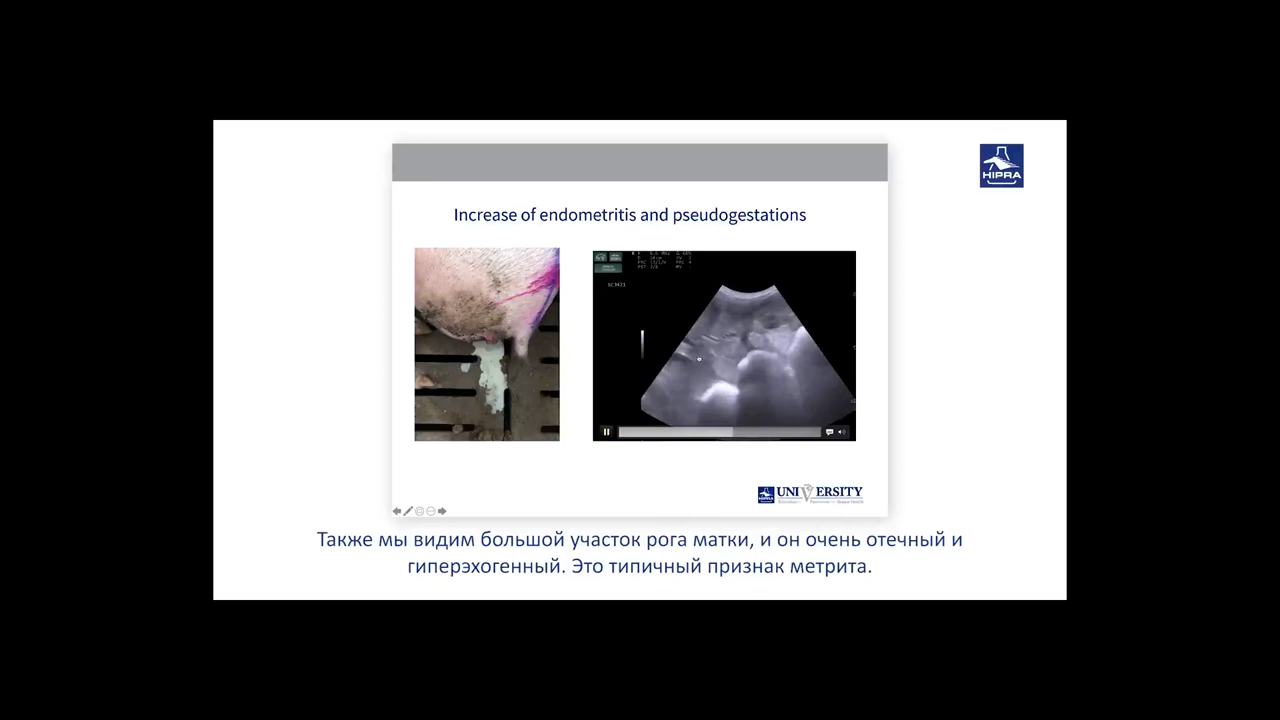 HIPRA
Increase of endometritis and pseudogestations
SC3421
UNIVERSITY
Также мы видим большой участок рога матки, и он очень отечный и
гиперэхогенный. Это типичный признак метрита.